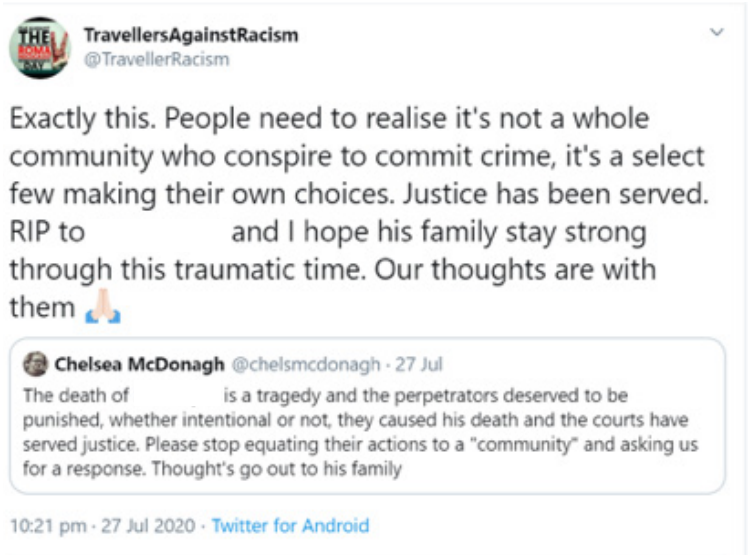 TravellersAgainstRacism
@TravellerRacism
Exactly this. People need to realise it's not a whole
community who conspire to commit crime, it's a select
few making their own choices. Justice has been served.
RIP to and I hope his family stay strong
through this traumatic time. Our thoughts are with
them 🙏🏻
Chelsea McDonagh @chelsmcdonagh · 27 Jul
The death of is a tragedy and the perpetrators deserved to be
punished, whether intentional or not, they caused his death and the courts have
served justice. Please stop equating their actions to a "community" and asking us
for a response. Thought's go out to his family
10:21 pm · 27 Jul 2020 · Twitter for Android